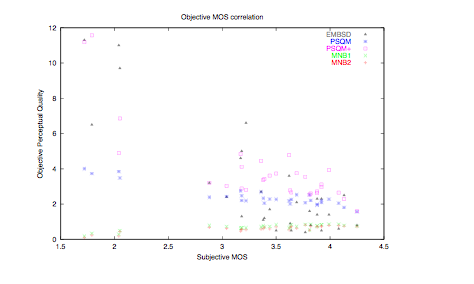 Objective MOS correlation
EMBSD
PSQM
PSQM+
MNB1
MNB2
12
10
8
6
4
2
0
Objective Perceptual Quality
1.5
2
2.5
3
3.5
4
4.5
Subjective MOS